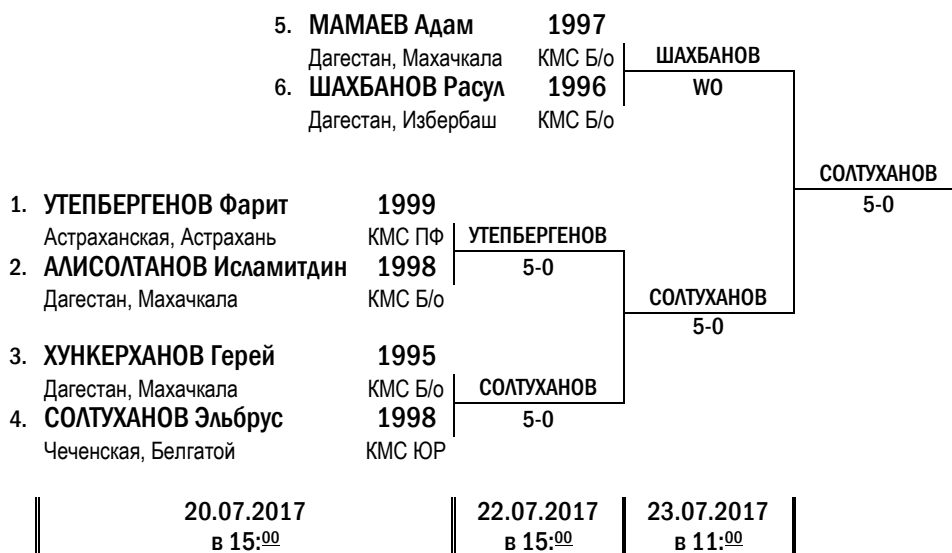 5. МАМАЕВ Адам 1997
Дагестан, Махачкала КМС Б/о
ШАХБАНОВ
6. ШАХБАНОВ Расул 1996
WO
Дагестан, Избербаш КМС Б/о
СОЛТУХАНОВ
5-0
1. УТЕПБЕРГЕНОВ Фарит 1999
Астраханская, Астрахань КМС ПФ
УТЕПБЕРГЕНОВ
2. АЛИСОЛТАНОВ Исламитдин 1998
5-0
Дагестан, Махачкала КМС Б/о
СОЛТУХАНОВ
5-0
3. ХУНКЕРХАНОВ Герей 1995
Дагестан, Махачкала КМС Б/о
СОЛТУХАНОВ
4. СОЛТУХАНОВ Эльбрус 1998
5-0
Чеченская, Белгатой КМС ЮР
20.07.2017 22.07.2017 23.07.2017
в 15:00 в 15:00 в 11:00